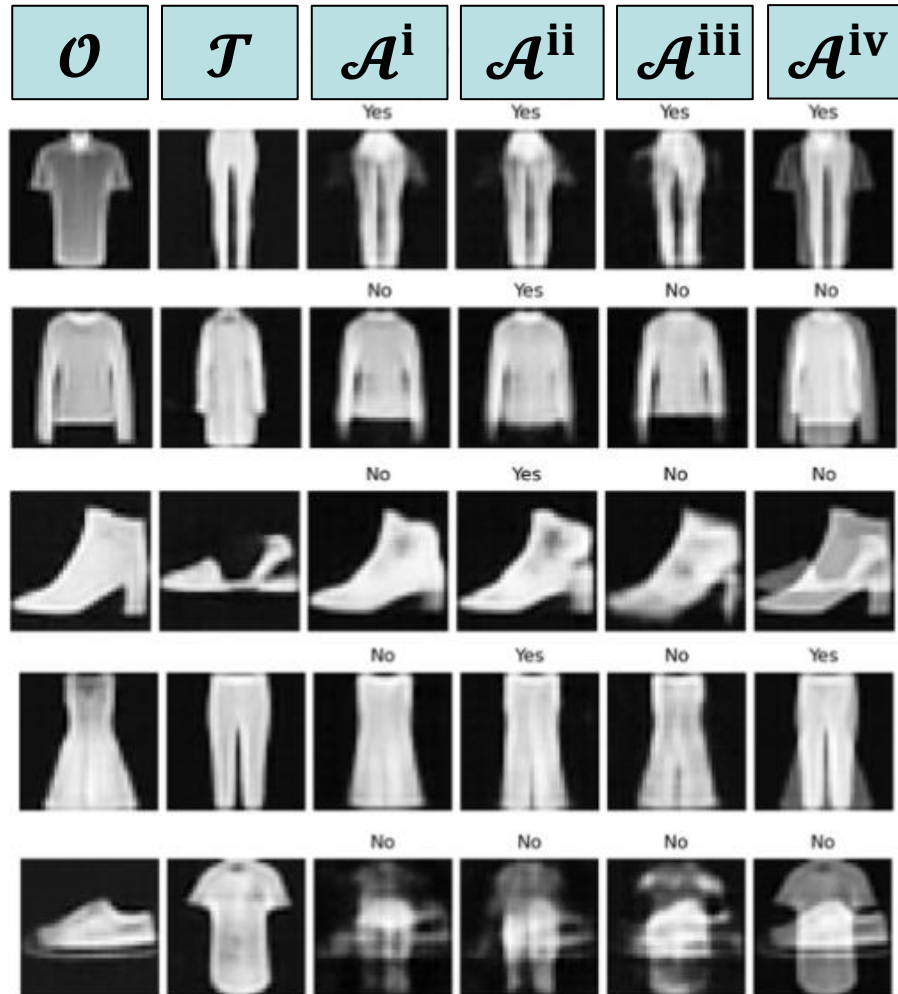 𝒪 𝒯 𝒜ⁱ 𝒜ⁱⁱ 𝒜ⁱⁱⁱ 𝒜ⁱᵛ
Yes Yes Yes Yes
No Yes No No
No Yes No No
No Yes No Yes
No No No No